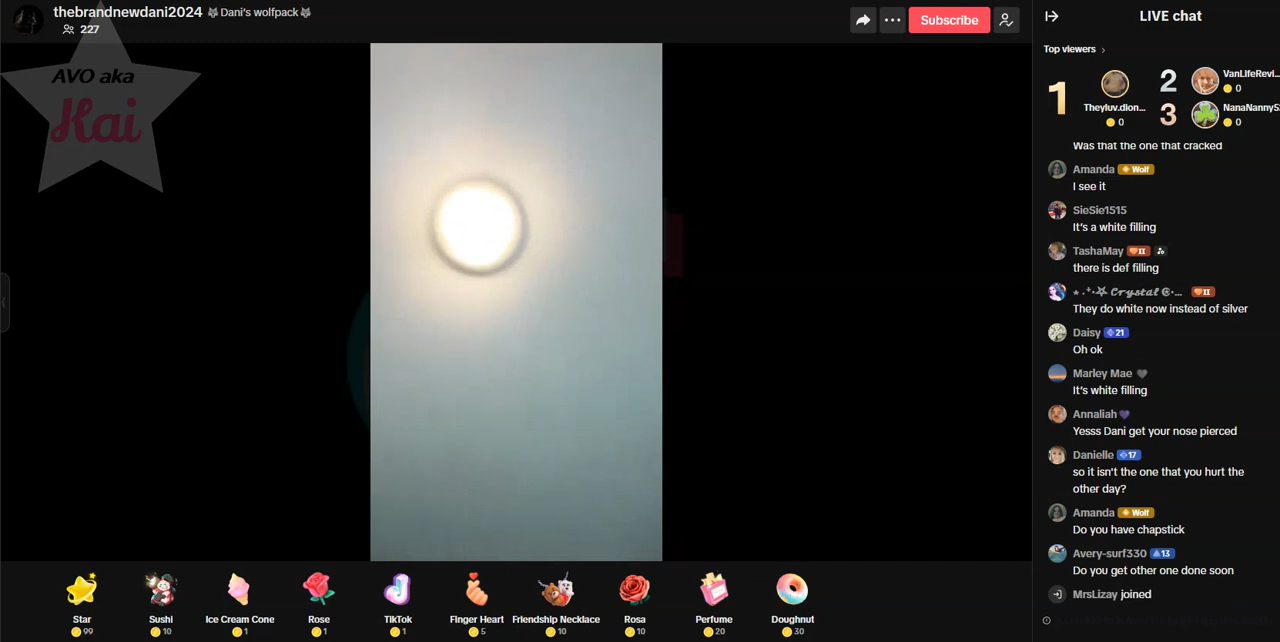 thebrandnewdani2024 🐺Dani's wolfpack🐺
227
Subscribe
AVO aka
Kai
LIVE chat
Top viewers
1
Theyluv.dion...
0
2
VanLifeRevi...
0
3
NanaNannyS
0
Was that the one that cracked
Amanda Wolf
I see it
SieSie1515
It's a white filling
TashaMay II
there is def filling
Crystal II
They do white now instead of silver
Daisy 21
Oh ok
Marley Mae
It's white filling
Annaliah
Yesss Dani get your nose pierced
Danielle 17
so it isn't the one that you hurt the
other day?
Amanda Wolf
Do you have chapstick
Avery-surf330 13
Do you get other one done soon
MrsLizay joined
Star
99
Sushi
10
Ice Cream Cone
1
Rose
1
TikTok
1
Finger Heart
5
Friendship Necklace
10
Rosa
10
Perfume
20
Doughnut
30